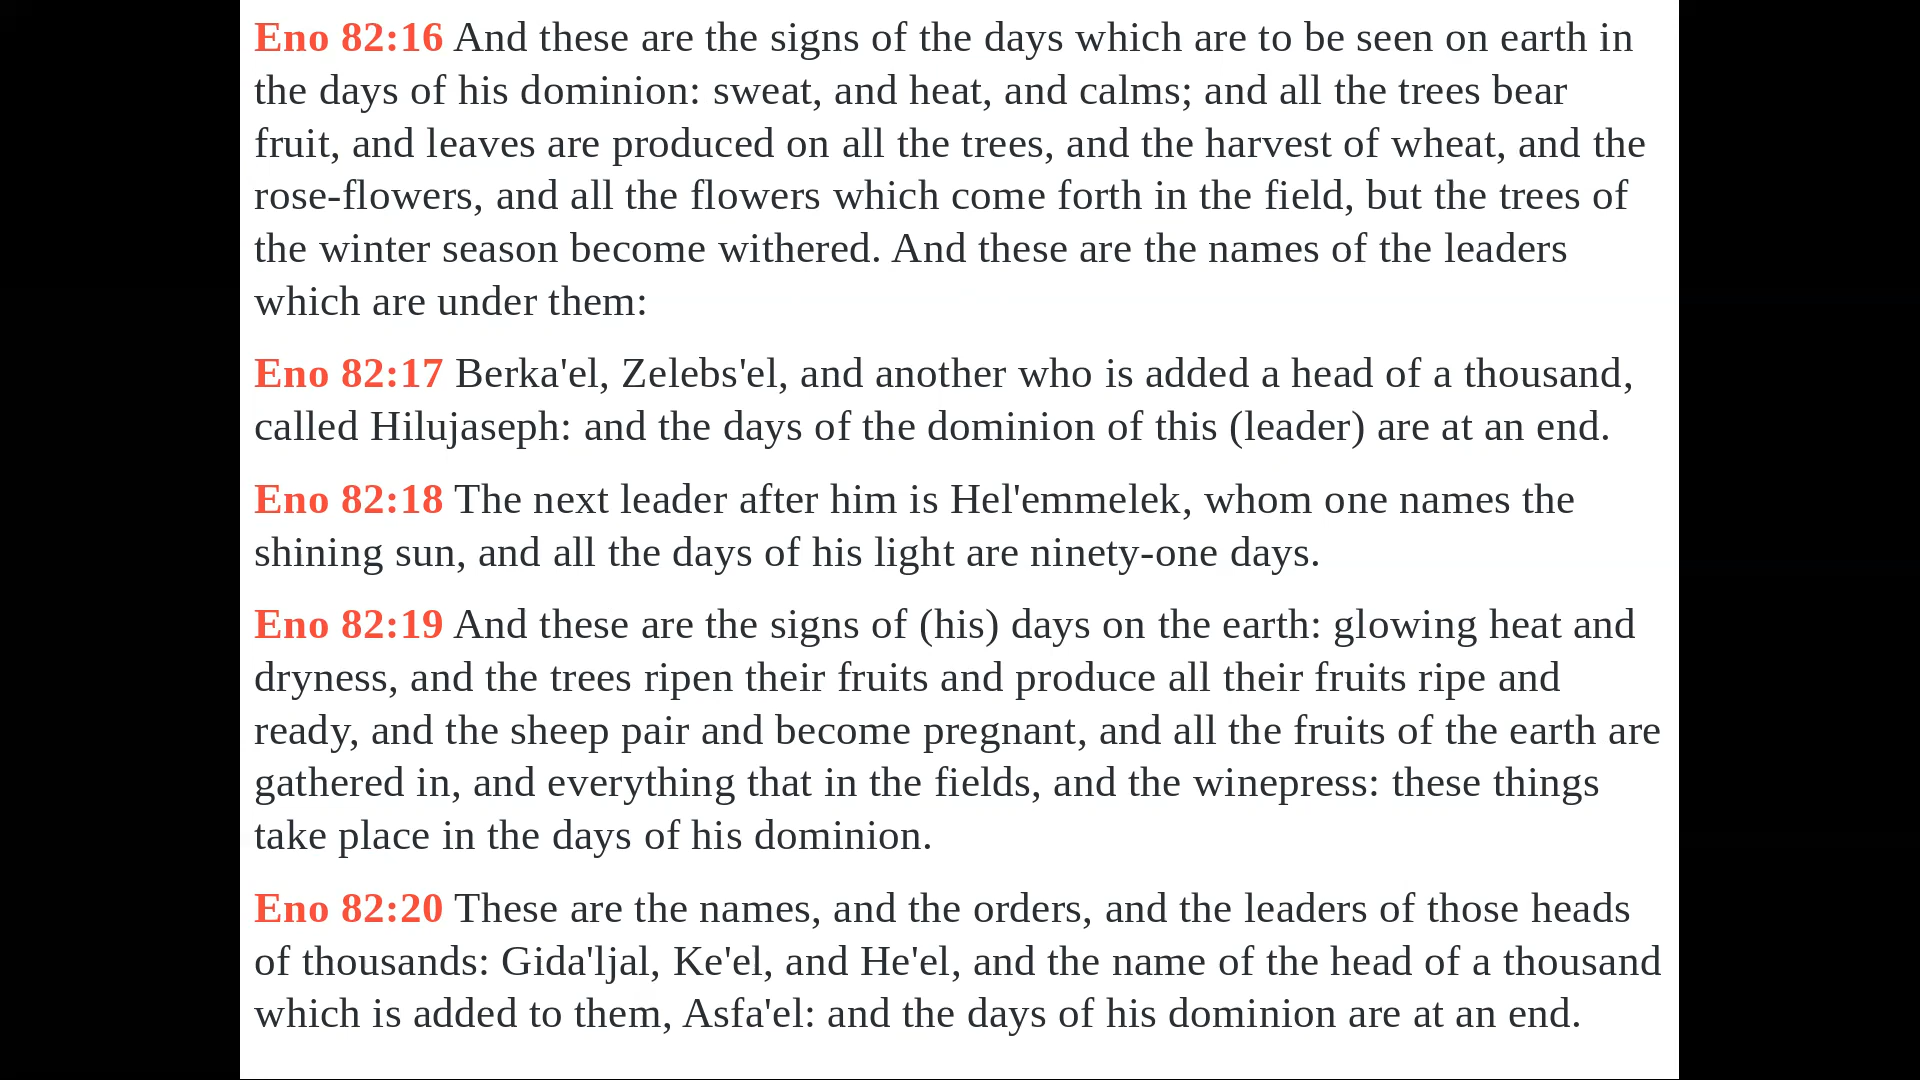 Eno 82:16 And these are the signs of the days which are to be seen on earth in
the days of his dominion: sweat, and heat, and calms; and all the trees bear
fruit, and leaves are produced on all the trees, and the harvest of wheat, and the
rose-flowers, and all the flowers which come forth in the field, but the trees of
the winter season become withered. And these are the names of the leaders
which are under them:
Eno 82:17 Berka'el, Zelebs'el, and another who is added a head of a thousand,
called Hilujaseph: and the days of the dominion of this (leader) are at an end.
Eno 82:18 The next leader after him is Hel'emmelek, whom one names the
shining sun, and all the days of his light are ninety-one days.
Eno 82:19 And these are the signs of (his) days on the earth: glowing heat and
dryness, and the trees ripen their fruits and produce all their fruits ripe and
ready, and the sheep pair and become pregnant, and all the fruits of the earth are
gathered in, and everything that in the fields, and the winepress: these things
take place in the days of his dominion.
Eno 82:20 These are the names, and the orders, and the leaders of those heads
of thousands: Gida'ljal, Ke'el, and He'el, and the name of the head of a thousand
which is added to them, Asfa'el: and the days of his dominion are at an end.